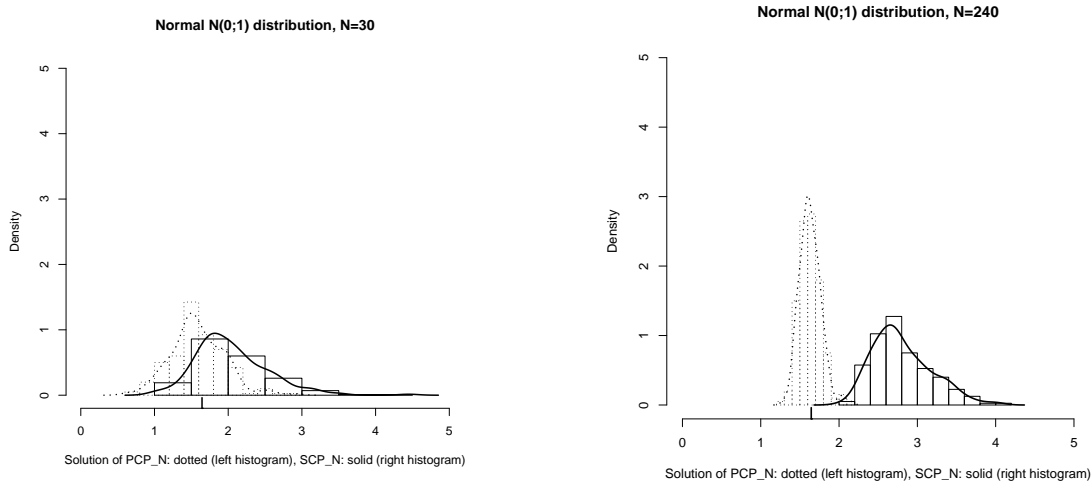 Normal N(0;1) distribution, N=30
5
4
3
2
1
0
Density
0 1 2 3 4 5
Solution of PCP_N: dotted (left histogram), SCP_N: solid (right histogram)
Normal N(0;1) distribution, N=240
5
4
3
2
1
0
Density
0 1 2 3 4 5
Solution of PCP_N: dotted (left histogram), SCP_N: solid (right histogram)